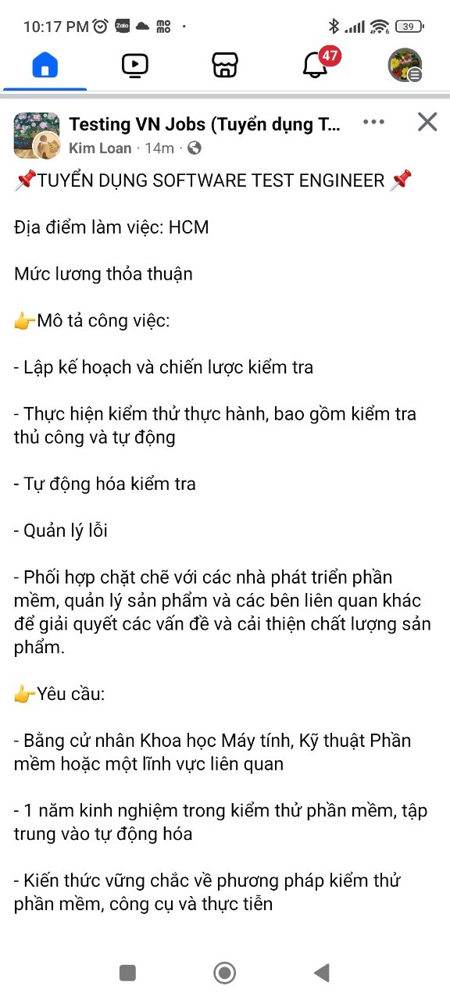 10:17 PM Zalo mo mo · 6 39
47
Testing VN Jobs (Tuyển dụng T...
Kim Loan · 14m ·
📌TUYỂN DỤNG SOFTWARE TEST ENGINEER 📌
Địa điểm làm việc: HCM
Mức lương thỏa thuận
👉Mô tả công việc:
- Lập kế hoạch và chiến lược kiểm tra
- Thực hiện kiểm thử thực hành, bao gồm kiểm tra
thủ công và tự động
- Tự động hóa kiểm tra
- Quản lý lỗi
- Phối hợp chặt chẽ với các nhà phát triển phần
mềm, quản lý sản phẩm và các bên liên quan khác
để giải quyết các vấn đề và cải thiện chất lượng sản
phẩm.
👉Yêu cầu:
- Bằng cử nhân Khoa học Máy tính, Kỹ thuật Phần
mềm hoặc một lĩnh vực liên quan
- 1 năm kinh nghiệm trong kiểm thử phần mềm, tập
trung vào tự động hóa
- Kiến thức vững chắc về phương pháp kiểm thử
phần mềm, công cụ và thực tiễn